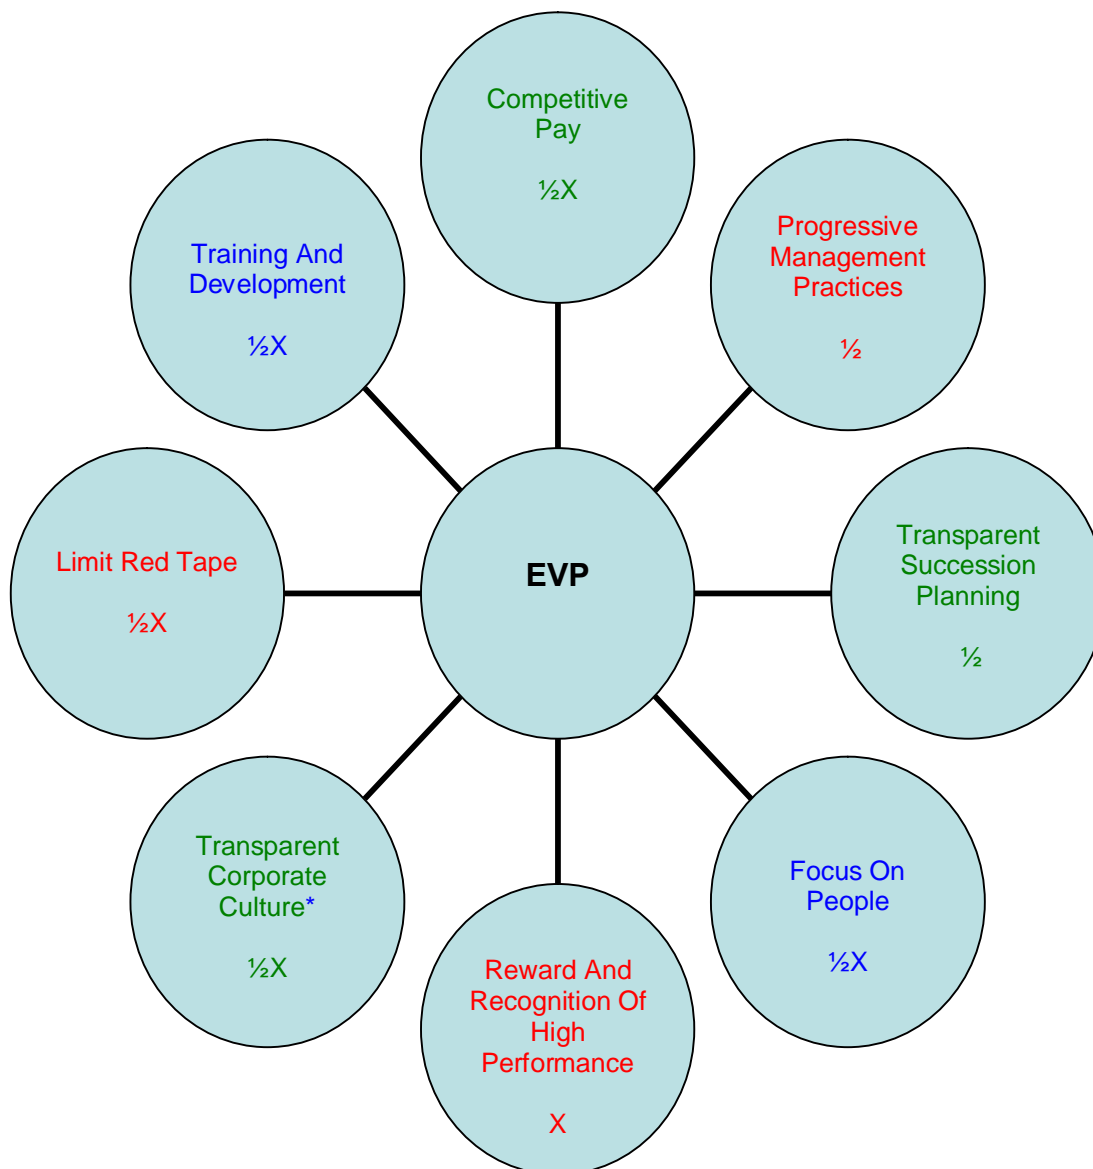 Competitive
Pay
½X
Progressive
Management
Practices
½
Training And
Development
½X
Limit Red Tape
½X
EVP
Transparent
Succession
Planning
½
Transparent
Corporate
Culture*
½X
Focus On
People
½X
Reward And
Recognition Of
High
Performance
X